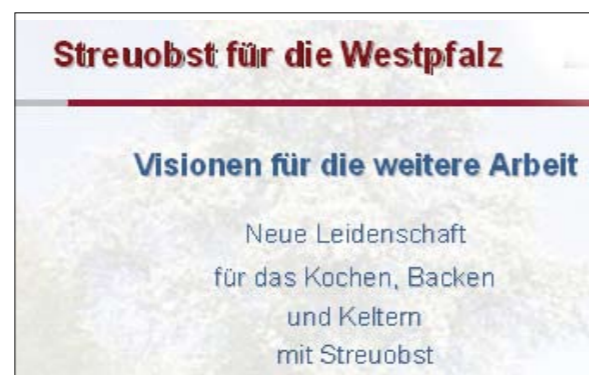 Streuobst für die Westpfalz
Visionen für die weitere Arbeit
Neue Leidenschaft
für das Kochen, Backen
und Keltern
mit Streuobst